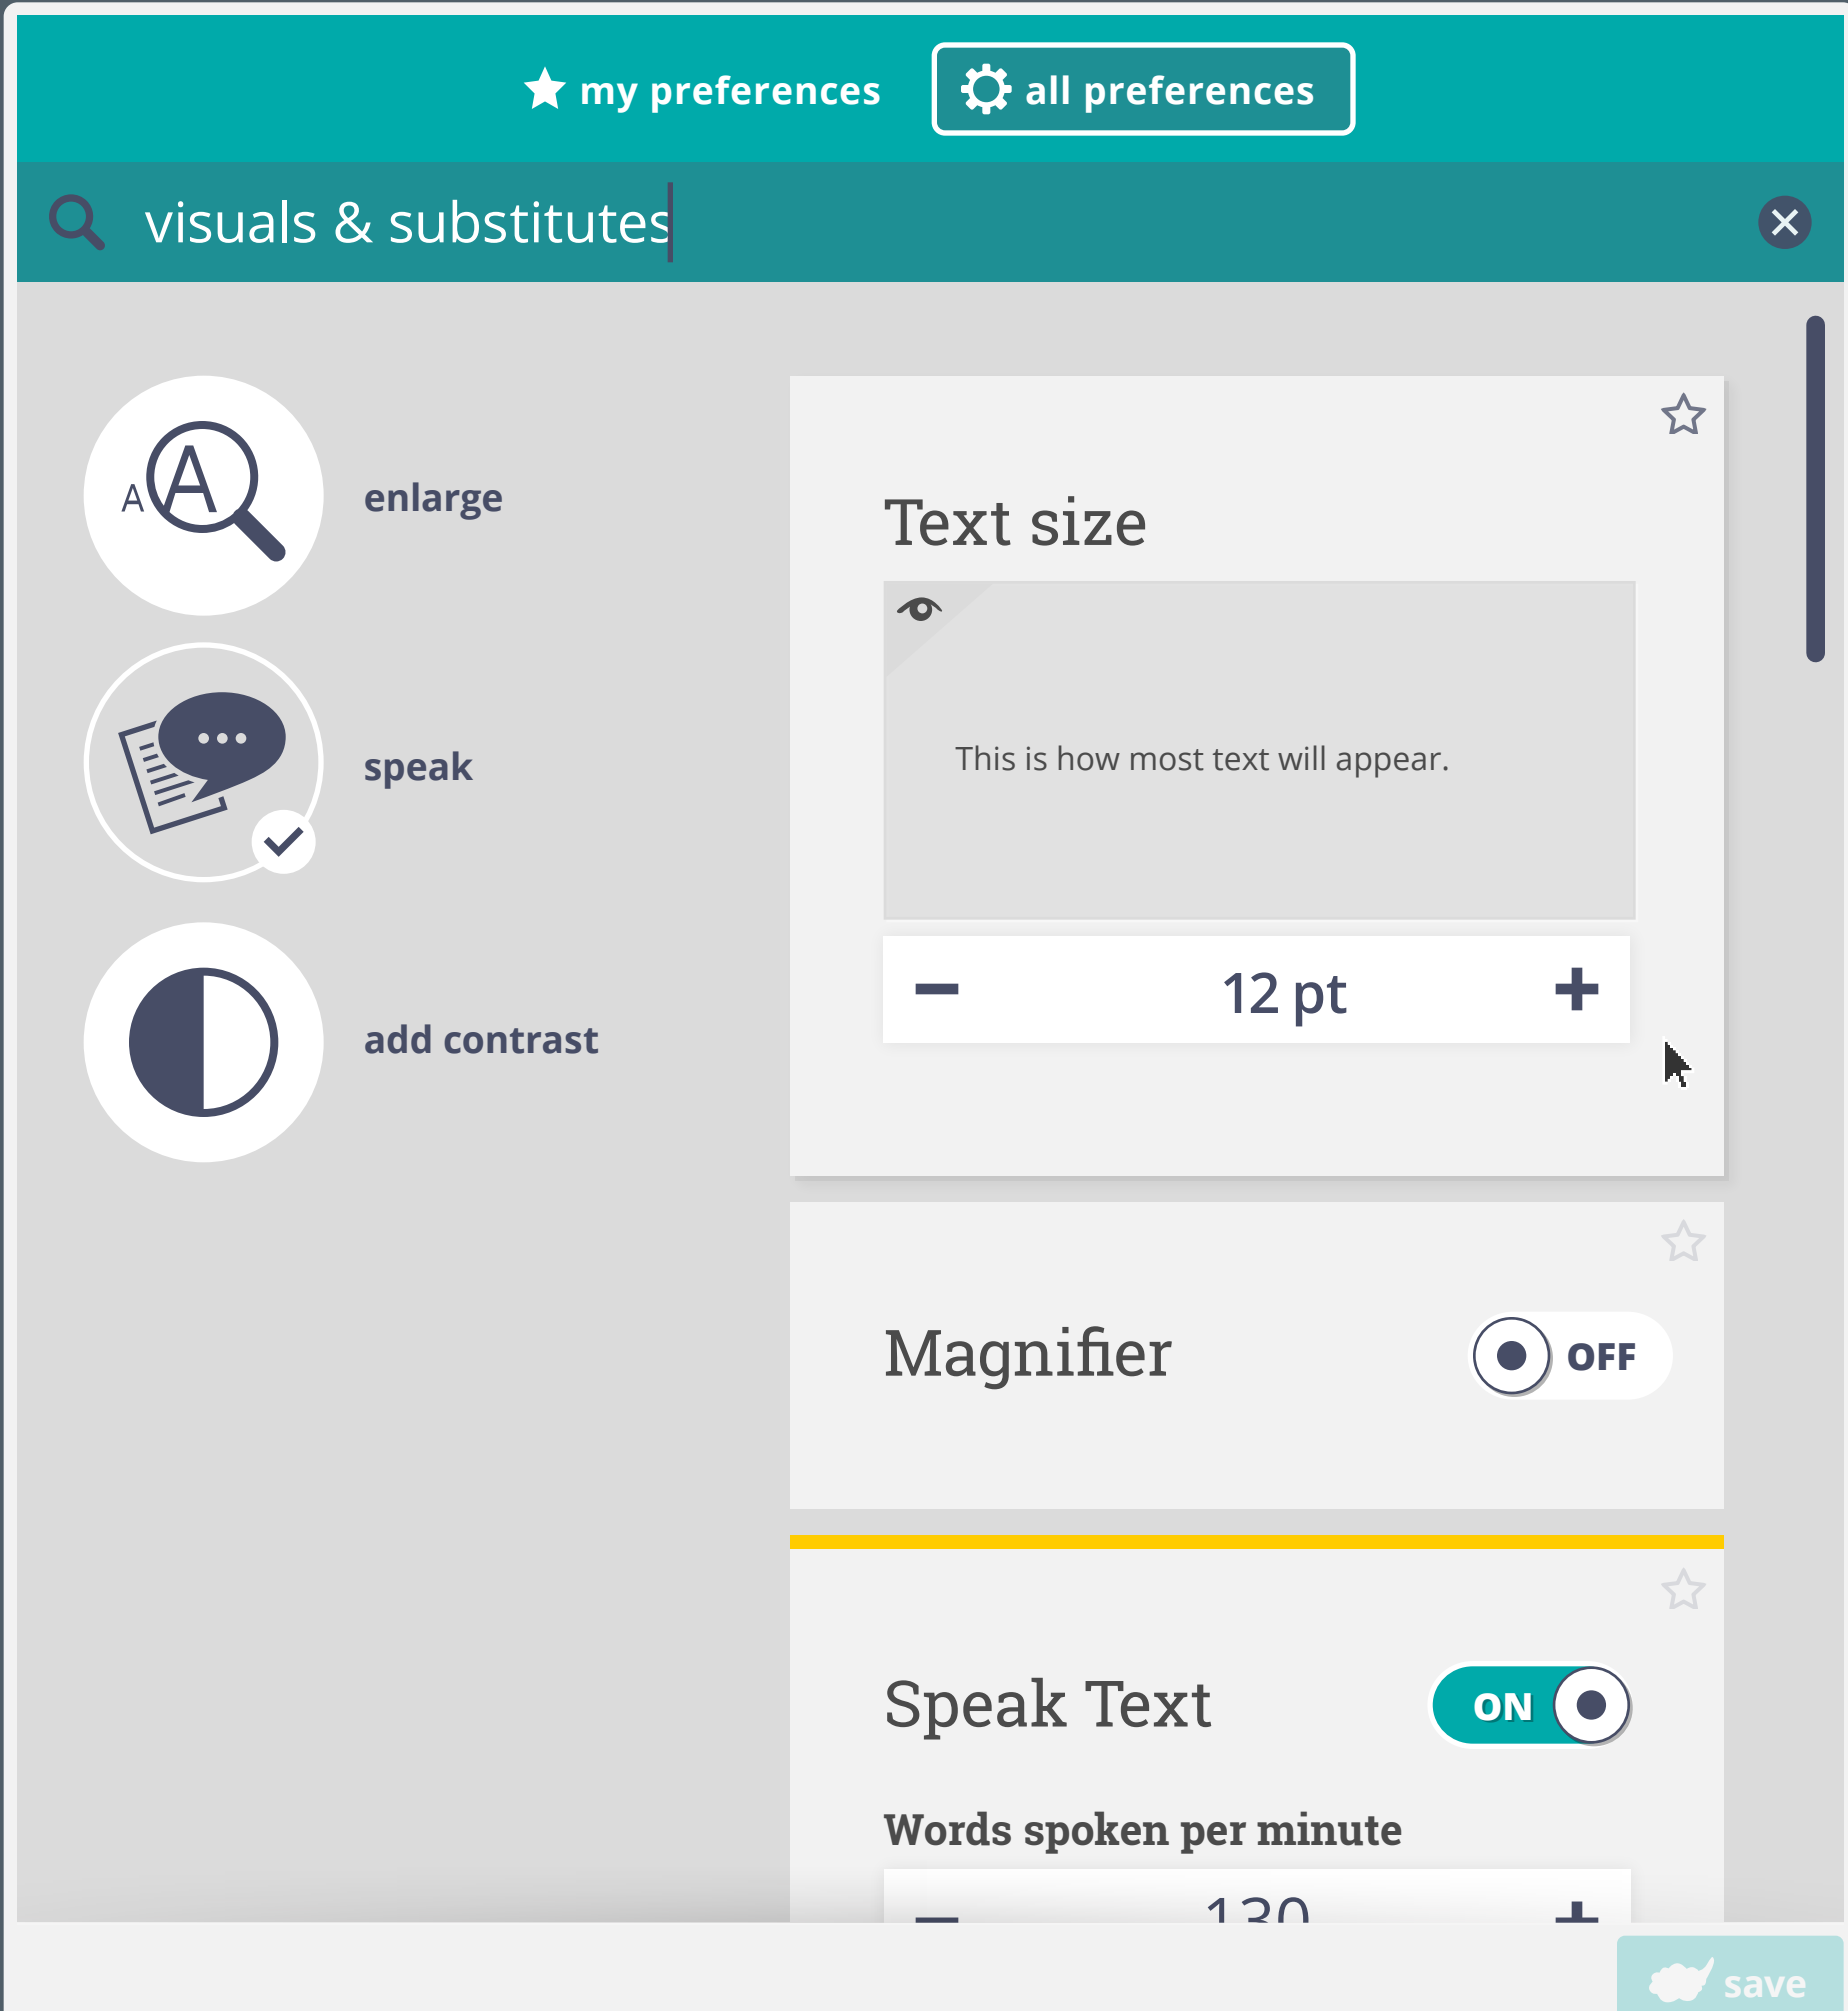 my preferences
all preferences
visuals & substitutes
enlarge
speak
add contrast
Text size
This is how most text will appear.
12 pt
Magnifier
OFF
Speak Text
ON
Words spoken per minute
130
save